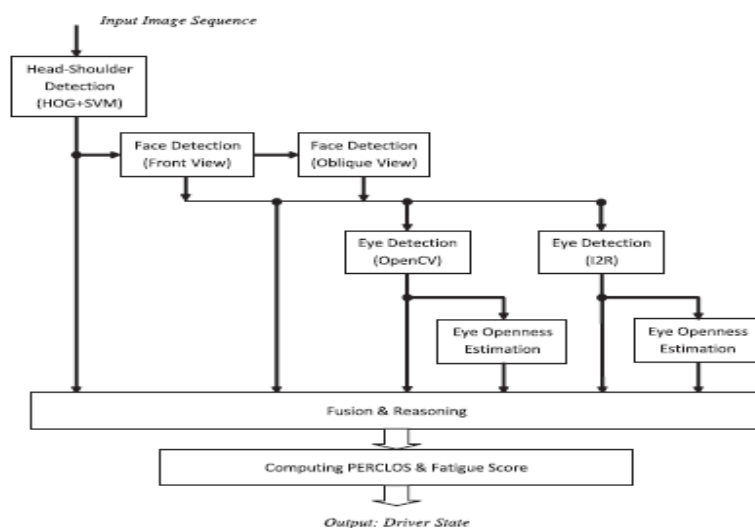 Input Image Sequence
Head-Shoulder
Detection
(HOG+SVM)
Face Detection
(Front View)
Face Detection
(Oblique View)
Eye Detection
(OpenCV)
Eye Detection
(I2R)
Eye Openness
Estimation
Eye Openness
Estimation
Fusion & Reasoning
Computing PERCLOS & Fatigue Score
Output: Driver State